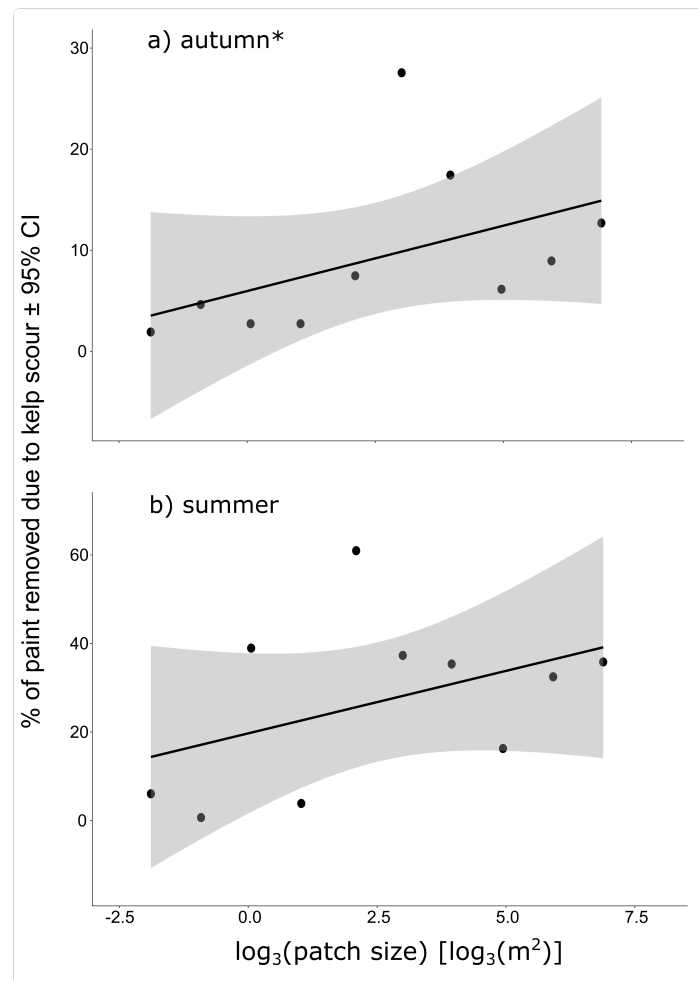 a) autumn*
30
20
10
0
% of paint removed due to kelp scour ± 95% CI
b) summer
60
40
20
0
-2.5 0.0 2.5 5.0 7.5
log₃(patch size) [log₃(m²)]